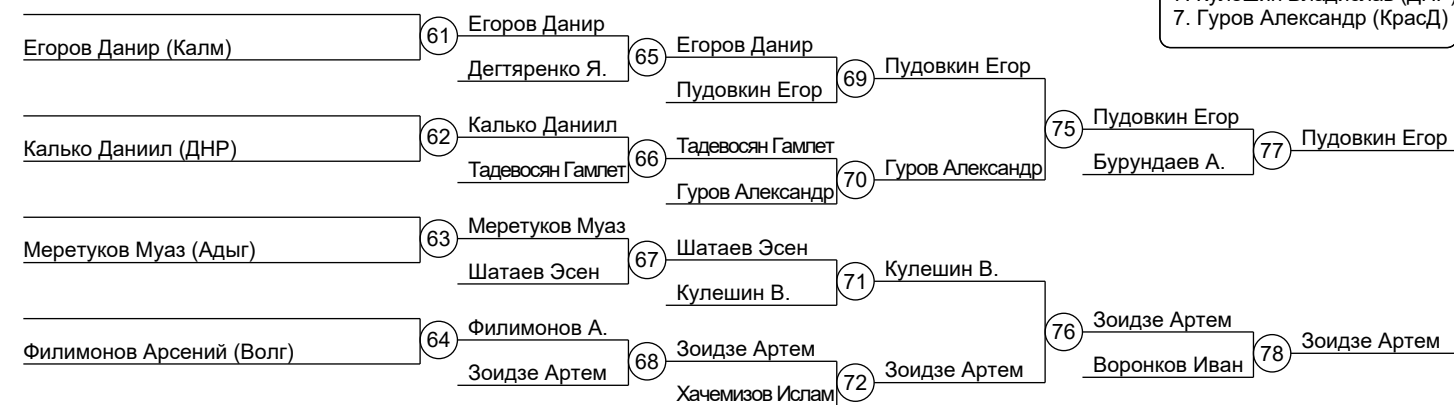 7. Гуров Александр (КрасД)
Егоров Данир (Калм)
61
Егоров Данир
Дегтяренко Я.
65
Егоров Данир
Пудовкин Егор
69
Пудовкин Егор
75
Пудовкин Егор
Бурундаев А.
77
Пудовкин Егор
Калько Даниил (ДНР)
62
Калько Даниил
Тадевосян Гамлет
66
Тадевосян Гамлет
Гуров Александр
70
Гуров Александр
Меретуков Муаз (Адыг)
63
Меретуков Муаз
Шатаев Эсен
67
Шатаев Эсен
Кулешин В.
71
Кулешин В.
76
Зоидзе Артем
Воронков Иван
78
Зоидзе Артем
Филимонов Арсений (Волг)
64
Филимонов А.
Зоидзе Артем
68
Зоидзе Артем
Хачемизов Ислам
72
Зоидзе Артем